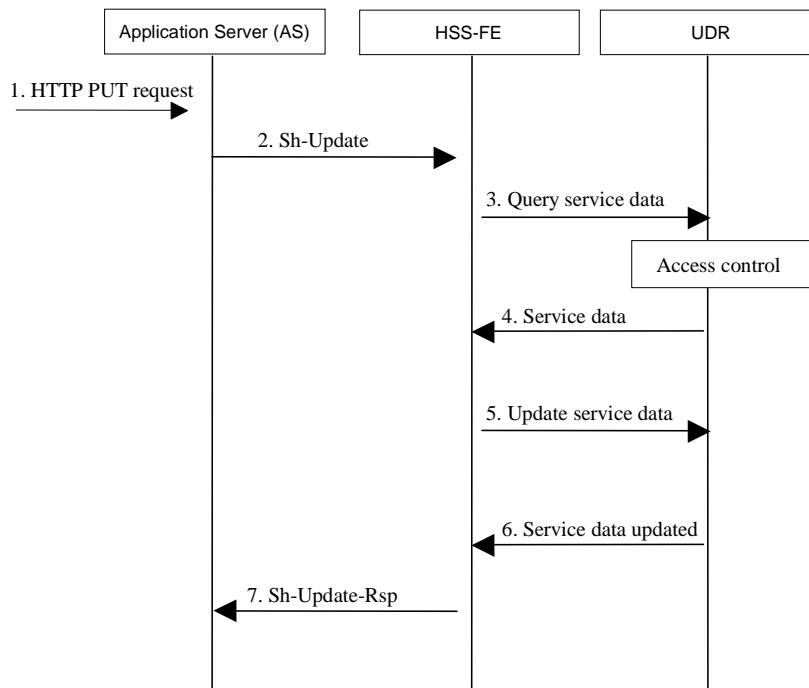 Application Server (AS)
HSS-FE
UDR
1. HTTP PUT request
2. Sh-Update
3. Query service data
Access control
4. Service data
5. Update service data
6. Service data updated
7. Sh-Update-Rsp